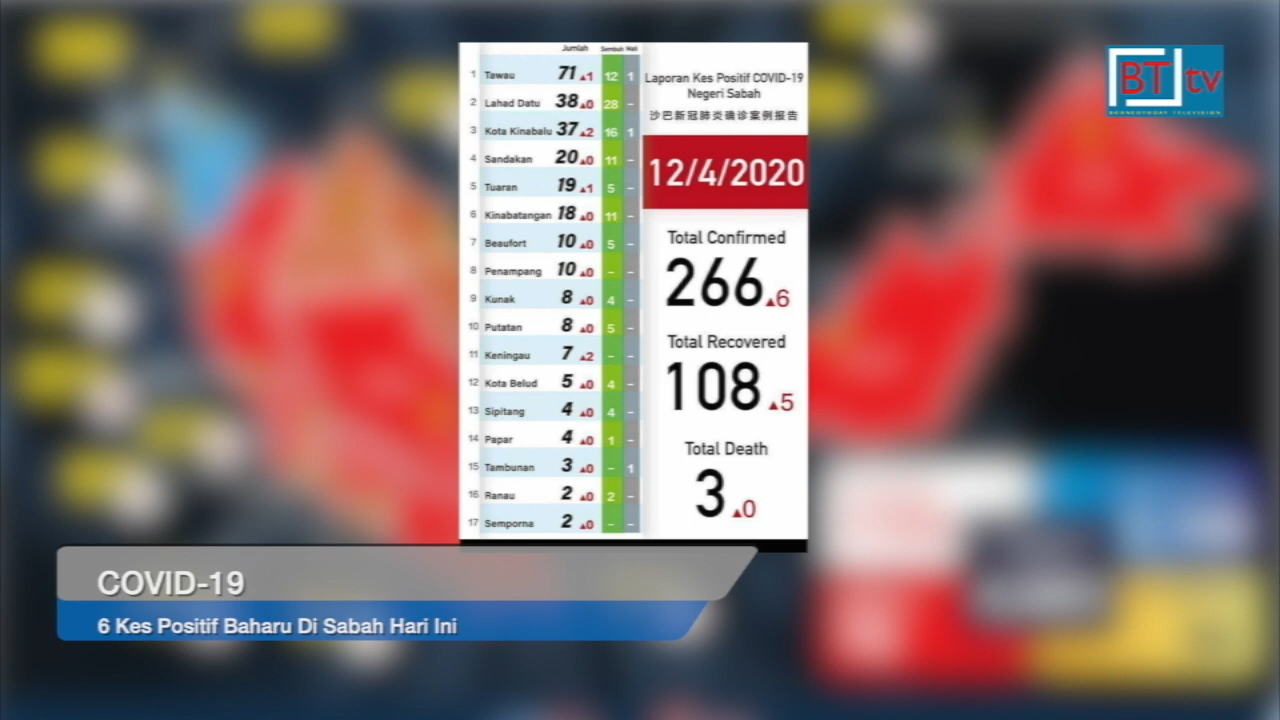 Jumlah Sembuh Mati
1 Tawau 71 ▲1 12 1
2 Lahad Datu 38 ▲0 28 -
3 Kota Kinabalu 37 ▲2 16 1
4 Sandakan 20 ▲0 11 -
5 Tuaran 19 ▲1 5 -
6 Kinabatangan 18 ▲0 11 -
7 Beaufort 10 ▲0 5 -
8 Penampang 10 ▲0 - -
9 Kunak 8 ▲0 4 -
10 Putatan 8 ▲0 5 -
11 Keningau 7 ▲2 - -
12 Kota Belud 5 ▲0 4 -
13 Sipitang 4 ▲0 4 -
14 Papar 4 ▲0 1 -
15 Tambunan 3 ▲0 - 1
16 Ranau 2 ▲0 2 -
17 Semporna 2 ▲0 - -
Laporan Kes Positif COVID-19
Negeri Sabah
沙巴新冠肺炎确诊案例报告
12/4/2020
Total Confirmed
266 ▲6
Total Recovered
108 ▲5
Total Death
3 ▲0
BT tv
BORNEOTODAY TELEVISION
COVID-19
6 Kes Positif Baharu Di Sabah Hari Ini